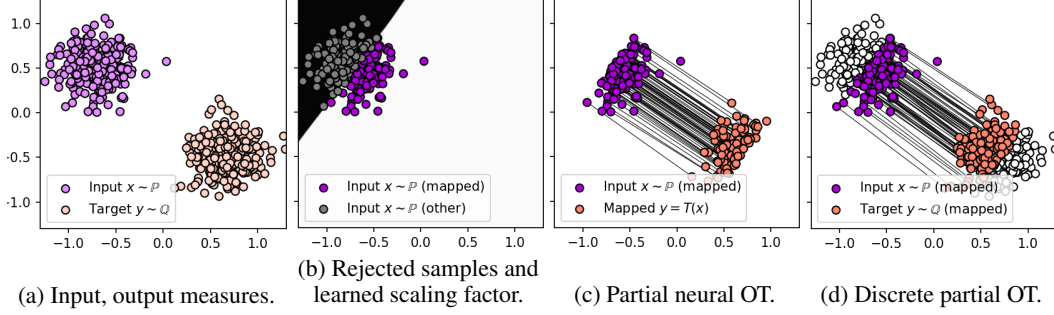 1.0
0.5
0.0
-0.5
-1.0
Input x ~ ℙ
Target y ~ ℚ
-1.0 -0.5 0.0 0.5 1.0
Input x ~ ℙ (mapped)
Input x ~ ℙ (other)
-1.0 -0.5 0.0 0.5 1.0
Input x ~ ℙ (mapped)
Mapped y = T(x)
-1.0 -0.5 0.0 0.5 1.0
Input x ~ ℙ (mapped)
Target y ~ ℚ (mapped)
-1.0 -0.5 0.0 0.5 1.0
(a) Input, output measures.
(b) Rejected samples and
learned scaling factor.
(c) Partial neural OT.
(d) Discrete partial OT.